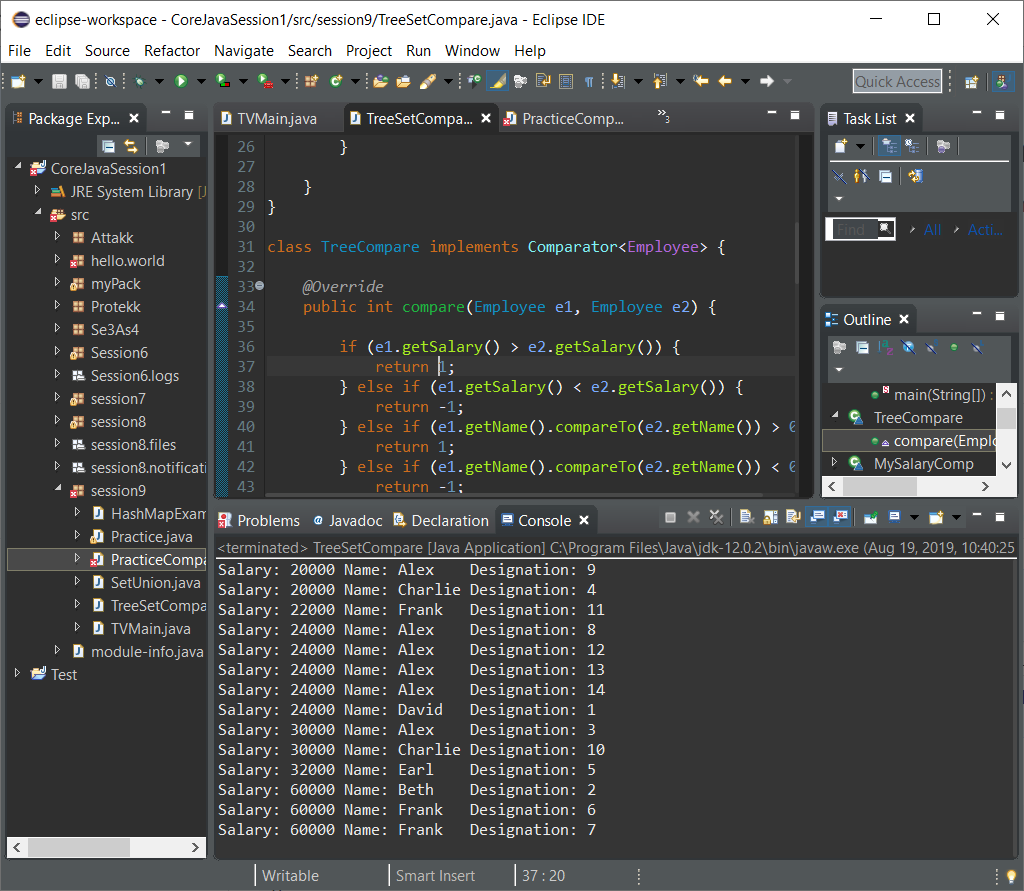 eclipse-workspace - CoreJavaSession1/src/session9/TreeSetCompare.java - Eclipse IDE
File Edit Source Refactor Navigate Search Project Run Window Help
Quick Access
Package Exp...
CoreJavaSession1
JRE System Library [J
src
Attakk
hello.world
myPack
Protekk
Se3As4
Session6
Session6.logs
session7
session8
session8.files
session8.notificati
session9
HashMapExam
Practice.java
PracticeCompa
SetUnion.java
TreeSetCompa
TVMain.java
module-info.java
Test
TVMain.java TreeSetCompa... PracticeComp... »3
26 }
27
28 }
29 }
30
31 class TreeCompare implements Comparator<Employee> {
32
33 @Override
34 public int compare(Employee e1, Employee e2) {
35
36 if (e1.getSalary() > e2.getSalary()) {
37 return 1;
38 } else if (e1.getSalary() < e2.getSalary()) {
39 return -1;
40 } else if (e1.getName().compareTo(e2.getName()) > 0
41 return 1;
42 } else if (e1.getName().compareTo(e2.getName()) < 0
43 return -1;
Task List
Find All Acti...
Outline
main(String[]) :
TreeCompare
compare(Emplo
MySalaryComp
Problems @ Javadoc Declaration Console
<terminated> TreeSetCompare [Java Application] C:\Program Files\Java\jdk-12.0.2\bin\javaw.exe (Aug 19, 2019, 10:40:25
Salary: 20000 Name: Alex Designation: 9
Salary: 20000 Name: Charlie Designation: 4
Salary: 22000 Name: Frank Designation: 11
Salary: 24000 Name: Alex Designation: 8
Salary: 24000 Name: Alex Designation: 12
Salary: 24000 Name: Alex Designation: 13
Salary: 24000 Name: Alex Designation: 14
Salary: 24000 Name: David Designation: 1
Salary: 30000 Name: Alex Designation: 3
Salary: 30000 Name: Charlie Designation: 10
Salary: 32000 Name: Earl Designation: 5
Salary: 60000 Name: Beth Designation: 2
Salary: 60000 Name: Frank Designation: 6
Salary: 60000 Name: Frank Designation: 7
Writable Smart Insert 37 : 20